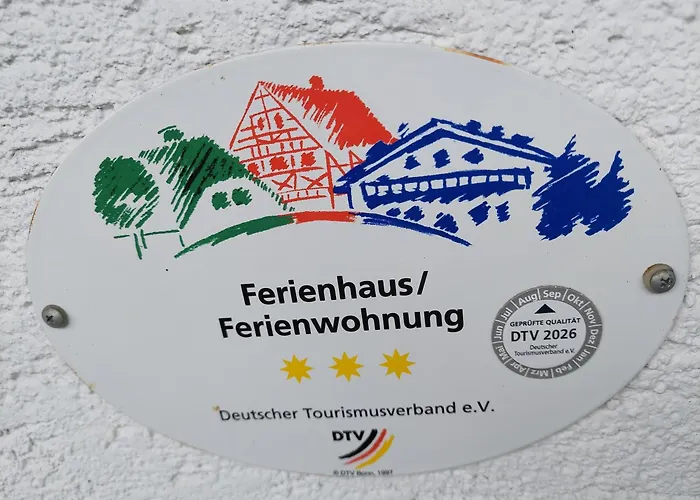 Ferienhaus/
Ferienwohnung
Aug Sep Okt Nov Dez Jan Feb Mrz Apr Mai Jun Jul
GEPRÜFTE QUALITÄT
DTV 2026
Deutscher
Tourismusverband e.V.
Deutscher Tourismusverband e.V.
DTV
© DTV Bonn, 1997